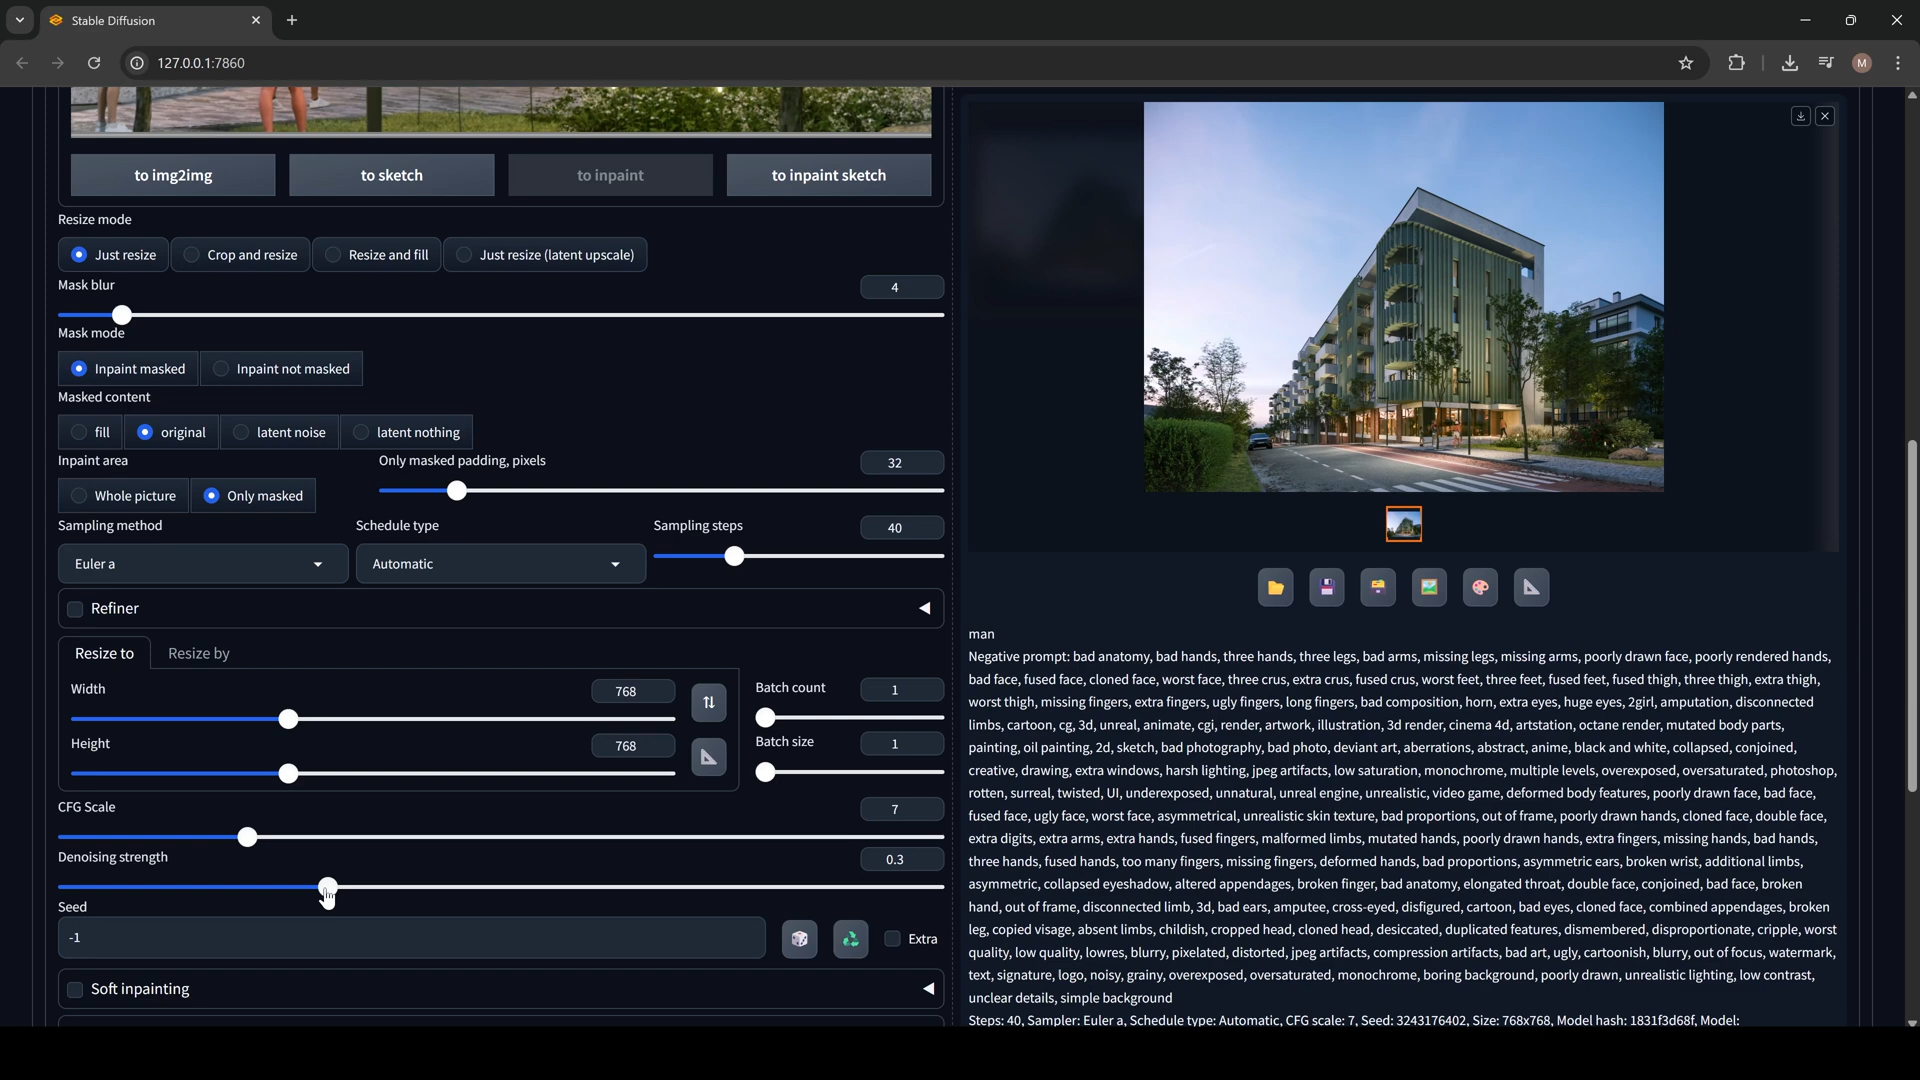 Stable Diffusion
127.0.0.1:7860
M
to img2img
to sketch
to inpaint
to inpaint sketch
Resize mode
Just resize
Crop and resize
Resize and fill
Just resize (latent upscale)
Mask blur
4
Mask mode
Inpaint masked
Inpaint not masked
Masked content
fill
original
latent noise
latent nothing
Inpaint area
Only masked padding, pixels
32
Whole picture
Only masked
Sampling method
Schedule type
Sampling steps
40
Euler a
Automatic
Refiner
Resize to
Resize by
Width
768
Batch count
1
Height
768
Batch size
1
CFG Scale
7
Denoising strength
0.3
Seed
-1
Extra
Soft inpainting
man
Negative prompt: bad anatomy, bad hands, three hands, three legs, bad arms, missing legs, missing arms, poorly drawn face, poorly rendered hands,
bad face, fused face, cloned face, worst face, three crus, extra crus, fused crus, worst feet, three feet, fused feet, fused thigh, three thigh, extra thigh,
worst thigh, missing fingers, extra fingers, ugly fingers, long fingers, bad composition, horn, extra eyes, huge eyes, 2girl, amputation, disconnected
limbs, cartoon, cg, 3d, unreal, animate, cgi, render, artwork, illustration, 3d render, cinema 4d, artstation, octane render, mutated body parts,
painting, oil painting, 2d, sketch, bad photography, bad photo, deviant art, aberrations, abstract, anime, black and white, collapsed, conjoined,
creative, drawing, extra windows, harsh lighting, jpeg artifacts, low saturation, monochrome, multiple levels, overexposed, oversaturated, photoshop,
rotten, surreal, twisted, UI, underexposed, unnatural, unreal engine, unrealistic, video game, deformed body features, poorly drawn face, bad face,
fused face, ugly face, worst face, asymmetrical, unrealistic skin texture, bad proportions, out of frame, poorly drawn hands, cloned face, double face,
extra digits, extra arms, extra hands, fused fingers, malformed limbs, mutated hands, poorly drawn hands, extra fingers, missing hands, bad hands,
three hands, fused hands, too many fingers, missing fingers, deformed hands, bad proportions, asymmetric ears, broken wrist, additional limbs,
asymmetric, collapsed eyeshadow, altered appendages, broken finger, bad anatomy, elongated throat, double face, conjoined, bad face, broken
hand, out of frame, disconnected limb, 3d, bad ears, amputee, cross-eyed, disfigured, cartoon, bad eyes, cloned face, combined appendages, broken
leg, copied visage, absent limbs, childish, cropped head, cloned head, desiccated, duplicated features, dismembered, disproportionate, cripple, worst
quality, low quality, lowres, blurry, pixelated, distorted, jpeg artifacts, compression artifacts, bad art, ugly, cartoonish, blurry, out of focus, watermark,
text, signature, logo, noisy, grainy, overexposed, oversaturated, monochrome, boring background, poorly drawn, unrealistic lighting, low contrast,
unclear details, simple background
Steps: 40, Sampler: Euler a, Schedule type: Automatic, CFG scale: 7, Seed: 3243176402, Size: 768x768, Model hash: 1831f3d68f, Model: